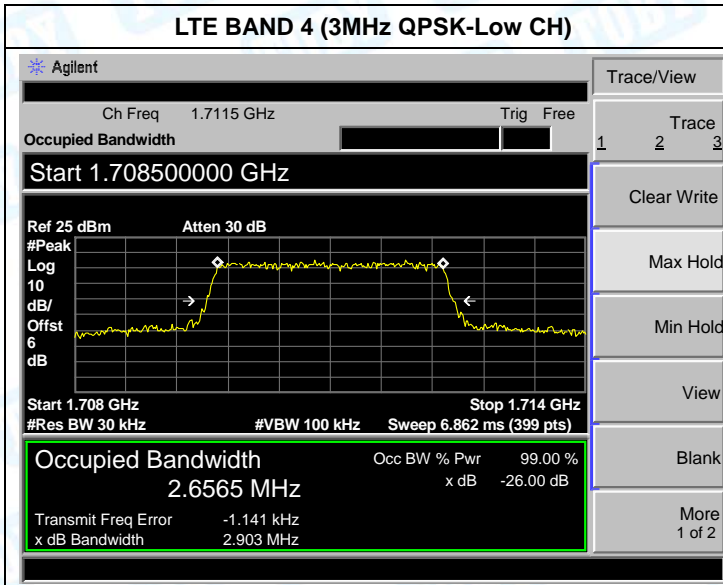 LTE BAND 4 (3MHz QPSK-Low CH)
Agilent
Trace/View
Ch Freq 1.7115 GHz Trig Free
Occupied Bandwidth
Trace
1 2 3
Start 1.708500000 GHz
Clear Write
Ref 25 dBm Atten 30 dB
#Peak
Log
10
dB/
Offst
6
dB
Max Hold
Min Hold
View
Start 1.708 GHz Stop 1.714 GHz
#Res BW 30 kHz #VBW 100 kHz Sweep 6.862 ms (399 pts)
Occupied Bandwidth Occ BW % Pwr 99.00 %
2.6565 MHz x dB -26.00 dB
Blank
Transmit Freq Error -1.141 kHz
x dB Bandwidth 2.903 MHz
More
1 of 2